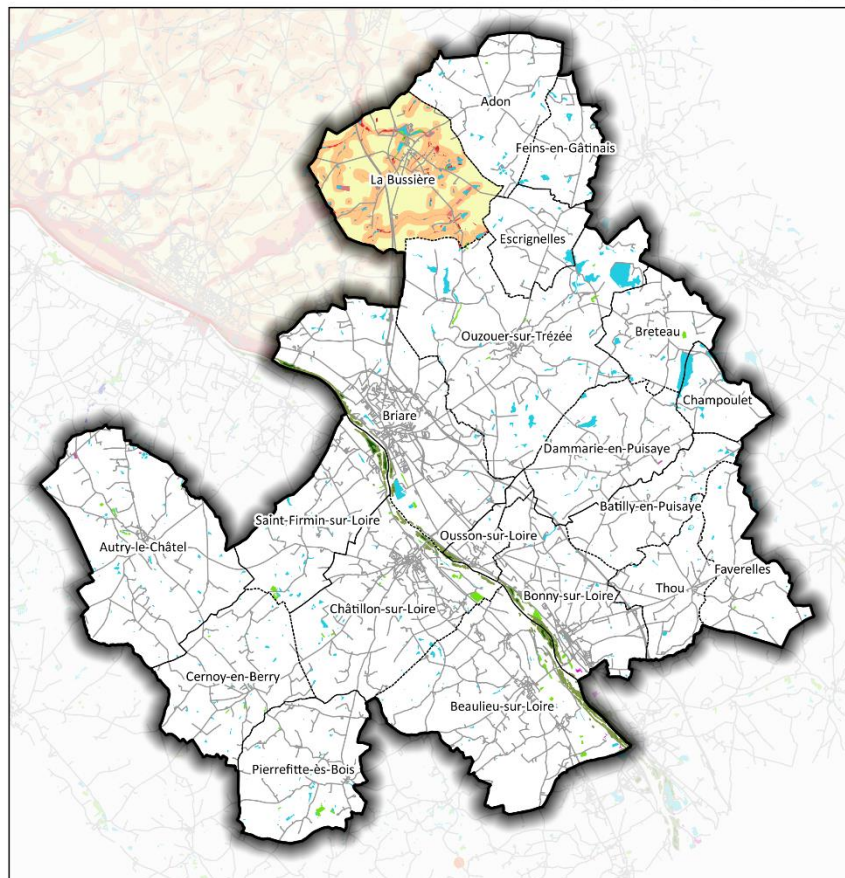 Adon
Feins-en-Gâtinais
La Bussière
Escrignelles
Ouzouer-sur-Trézée
Breteau
Champoulet
Briare
Dammarie-en-Puisaye
Batilly-en-Puisaye
Saint-Firmin-sur-Loire
Autry-le-Châtel
Ousson-sur-Loire
Faverelles
Thou
Bonny-sur-Loire
Châtillon-sur-Loire
Cernoy-en-Berry
Beaulieu-sur-Loire
Pierrefitte-ès-Bois